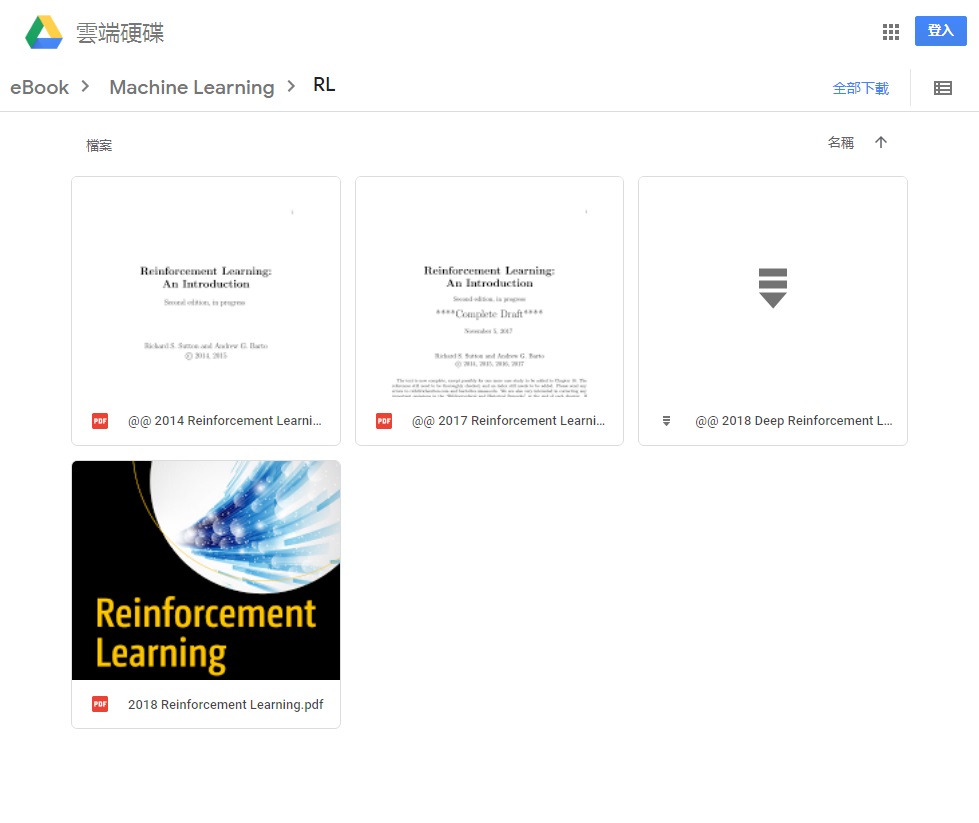 雲端硬碟
登入
eBook
Machine Learning
RL
全部下載
檔案
名稱
Reinforcement Learning:
An Introduction
Second edition, in progress
Richard S. Sutton and Andrew G. Barto
© 2014, 2015
PDF
@@ 2014 Reinforcement Learni...
Reinforcement Learning:
An Introduction
Second edition, in progress
****Complete Draft****
November 5, 2017
Richard S. Sutton and Andrew G. Barto
© 2014, 2015, 2016, 2017
PDF
@@ 2017 Reinforcement Learni...
@@ 2018 Deep Reinforcement L...
Reinforcement
Learning
PDF
2018 Reinforcement Learning.pdf